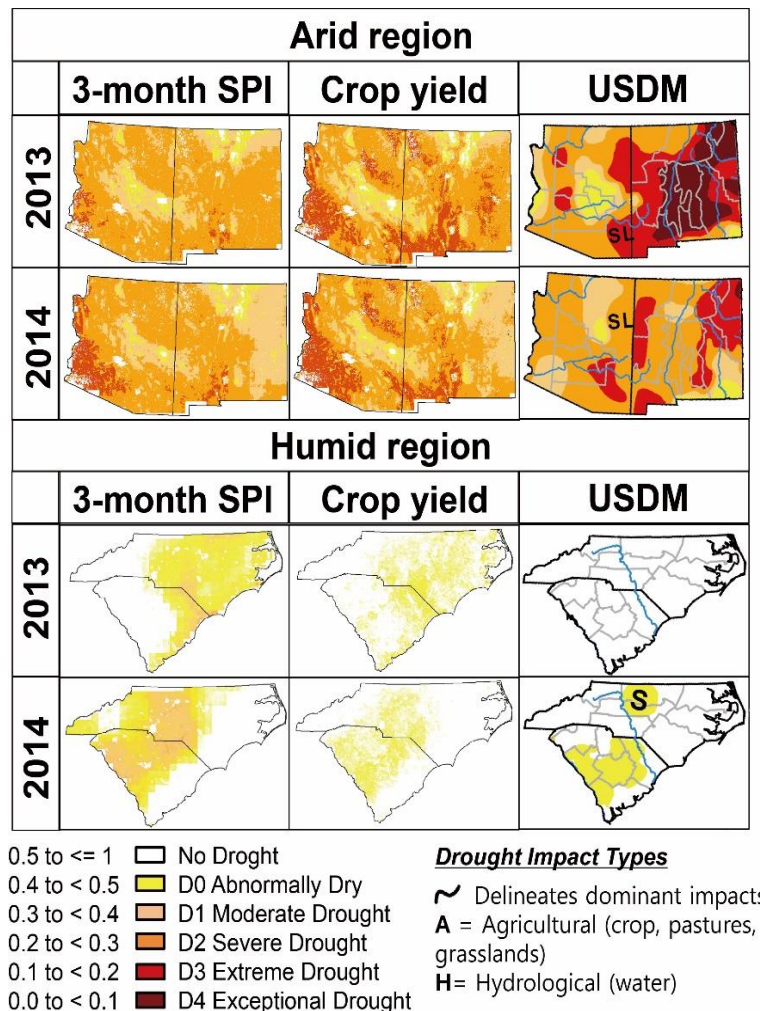 Arid region
3-month SPI Crop yield USDM
2013
SL
2014
SL
Humid region
3-month SPI Crop yield USDM
2013
2014
S
0.5 to <= 1 No Droght
0.4 to < 0.5 D0 Abnormally Dry
0.3 to < 0.4 D1 Moderate Drought
0.2 to < 0.3 D2 Severe Drought
0.1 to < 0.2 D3 Extreme Drought
0.0 to < 0.1 D4 Exceptional Drought
Drought Impact Types
Delineates dominant impacts
A = Agricultural (crop, pastures,
grasslands)
H= Hydrological (water)